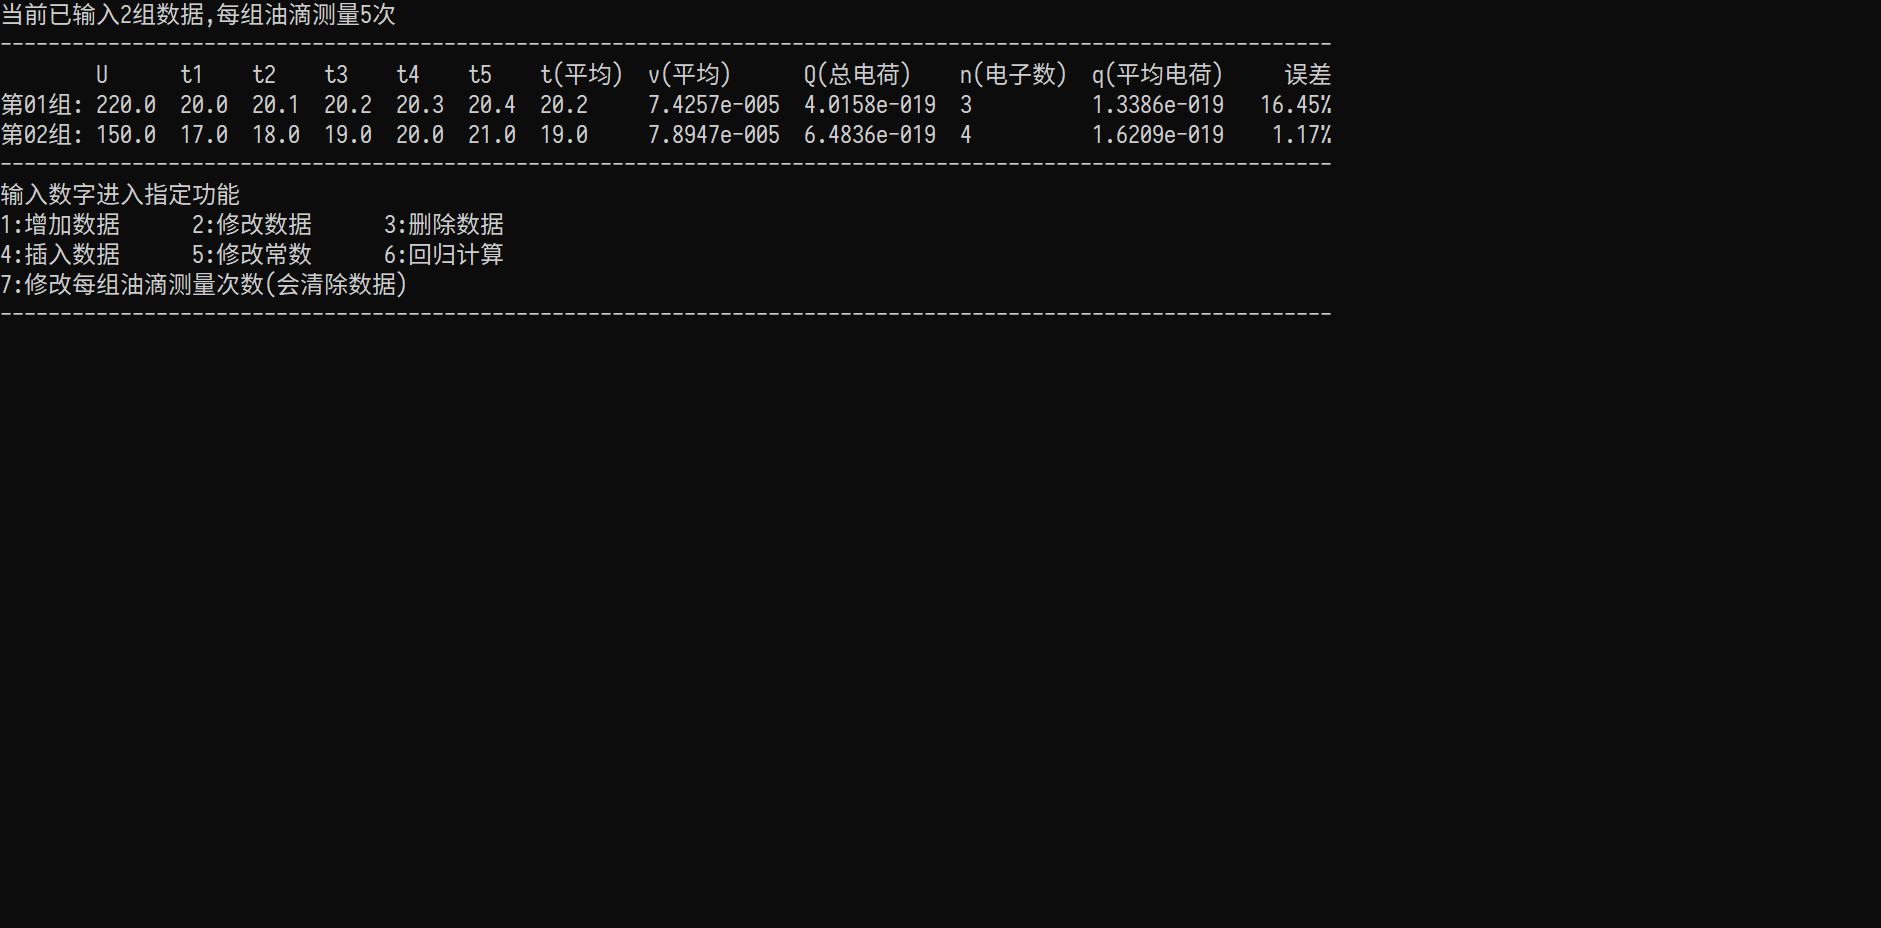 当前已输入2组数据,每组油滴测量5次
---------------------------------------------------------------------------------------------------------------
U t1 t2 t3 t4 t5 t(平均) v(平均) Q(总电荷) n(电子数) q(平均电荷) 误差
第01组: 220.0 20.0 20.1 20.2 20.3 20.4 20.2 7.4257e-005 4.0158e-019 3 1.3386e-019 16.45%
第02组: 150.0 17.0 18.0 19.0 20.0 21.0 19.0 7.8947e-005 6.4836e-019 4 1.6209e-019 1.17%
---------------------------------------------------------------------------------------------------------------
输入数字进入指定功能
1:增加数据 2:修改数据 3:删除数据
4:插入数据 5:修改常数 6:回归计算
7:修改每组油滴测量次数(会清除数据)
---------------------------------------------------------------------------------------------------------------